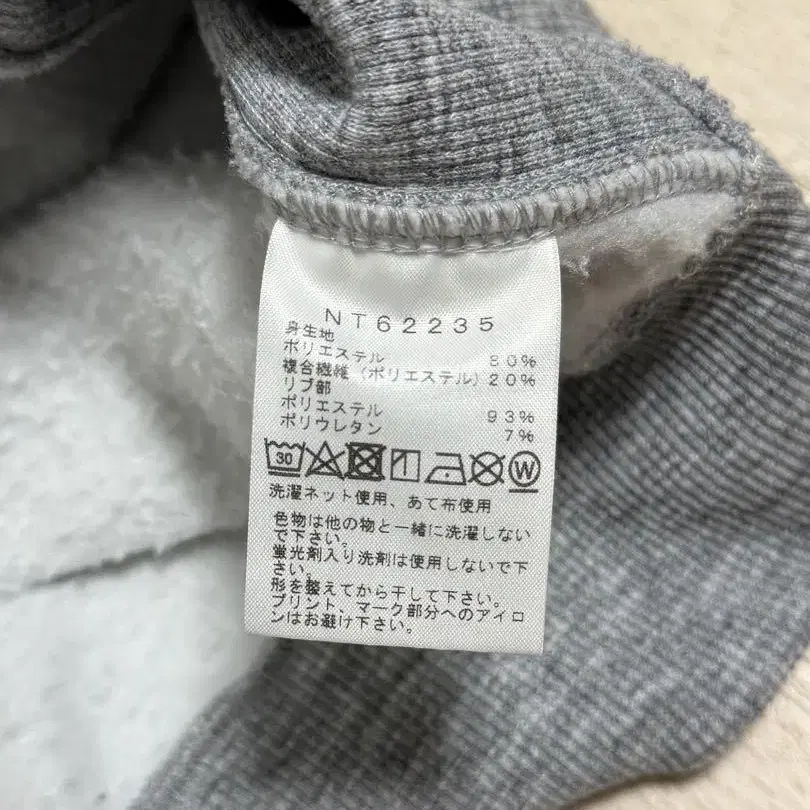 NT62235
身生地
ポリエステル 80%
複合繊維(ポリエステル)20%
リブ部
ポリエステル 93%
ポリウレタン 7%
30 W
洗濯ネット使用、あて布使用
色物は他の物と一緒に洗濯しない
で下さい。
蛍光剤入り洗剤は使用しないで下
さい。
形を整えてから干して下さい。
プリント、マーク部分へのアイロ
ンはお避け下さい。